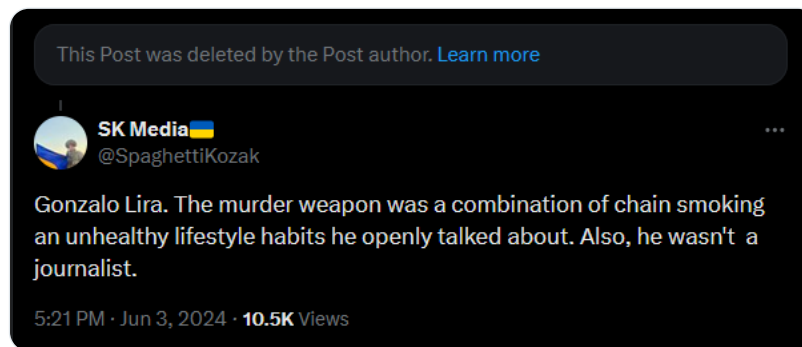 This Post was deleted by the Post author. Learn more
SK Media🇺🇦
@SpaghettiKozak
Gonzalo Lira. The murder weapon was a combination of chain smoking
an unhealthy lifestyle habits he openly talked about. Also, he wasn't  a
journalist.
5:21 PM · Jun 3, 2024 · 10.5K Views